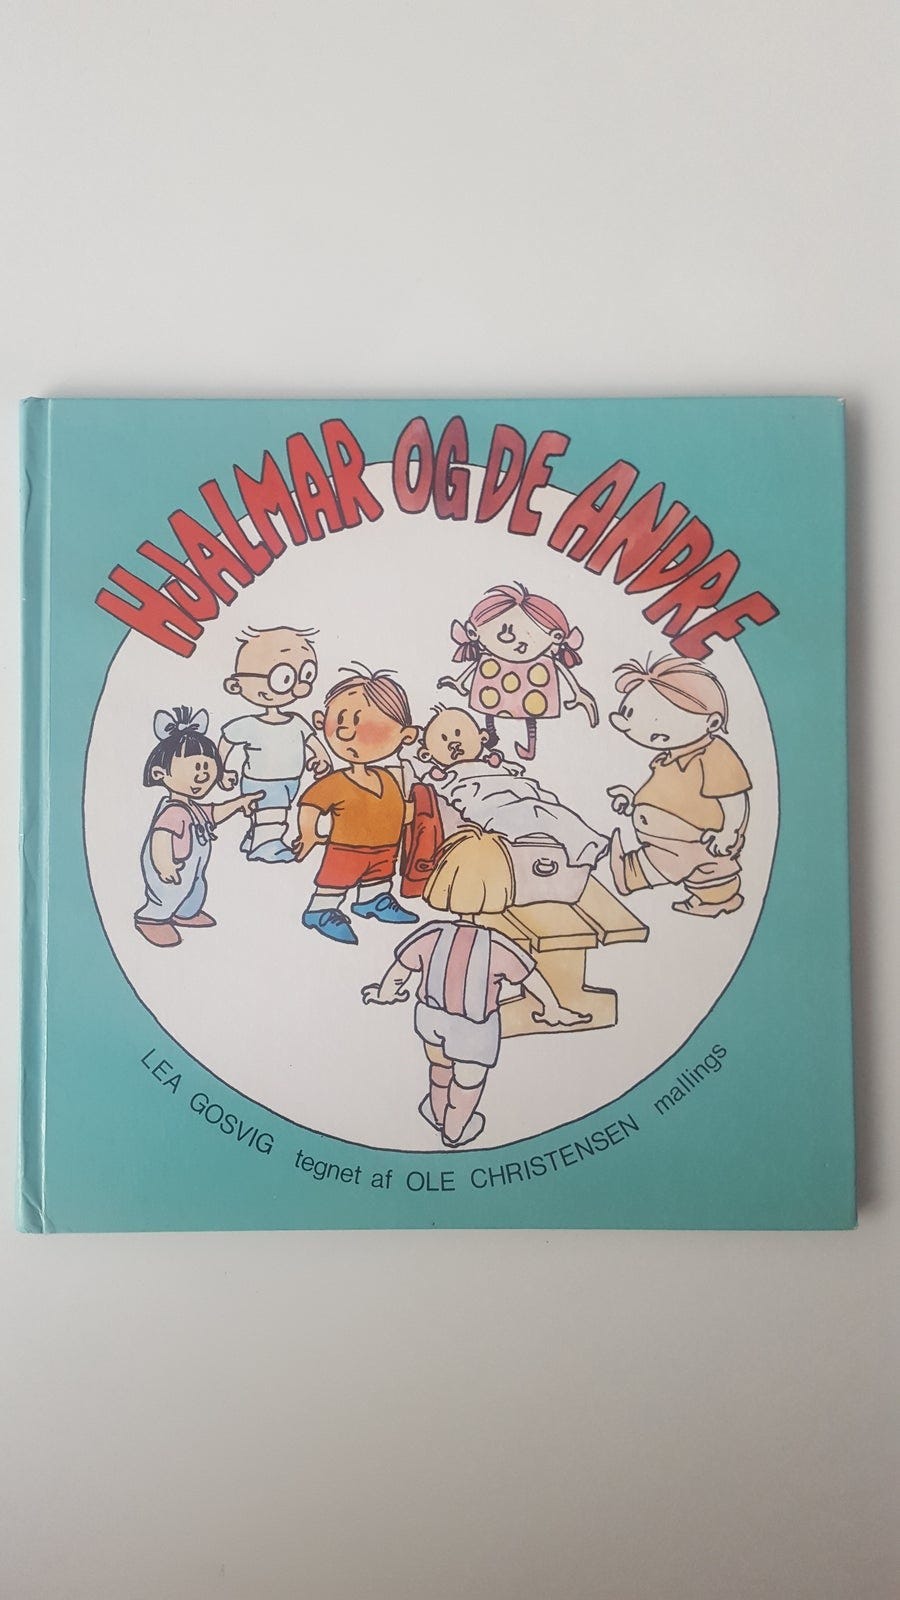 HJALMAR OG DE ANDRE
LEA GOSVIG tegnet af OLE CHRISTENSEN mallings